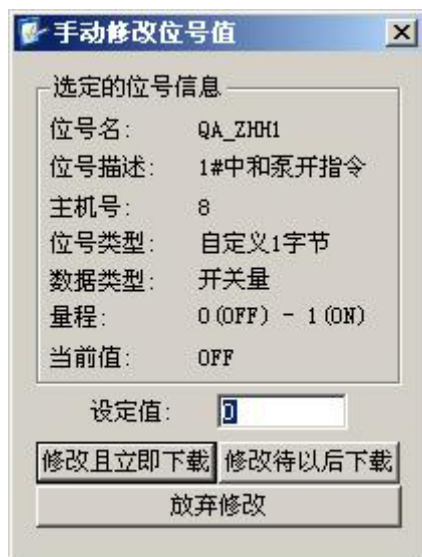 手动修改位号值
选定的位号信息
位号名: QA_ZHH1
位号描述: 1#中和泵开指令
主机号: 8
位号类型: 自定义1字节
数据类型: 开关量
量程: 0(OFF) - 1(ON)
当前值: OFF
设定值: 0
修改且立即下载 修改待以后下载
放弃修改